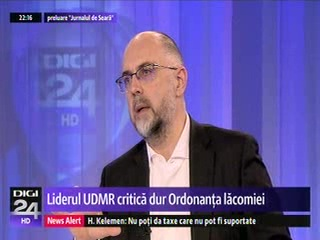 22:16
preluare "Jurnalul de Seară"
DIGI
24
HD
DIGI
24
HD
Liderul UDMR critică dur Ordonanța lăcomiei
News Alert
H. Kelemen: Nu poți da taxe care nu pot fi suportate